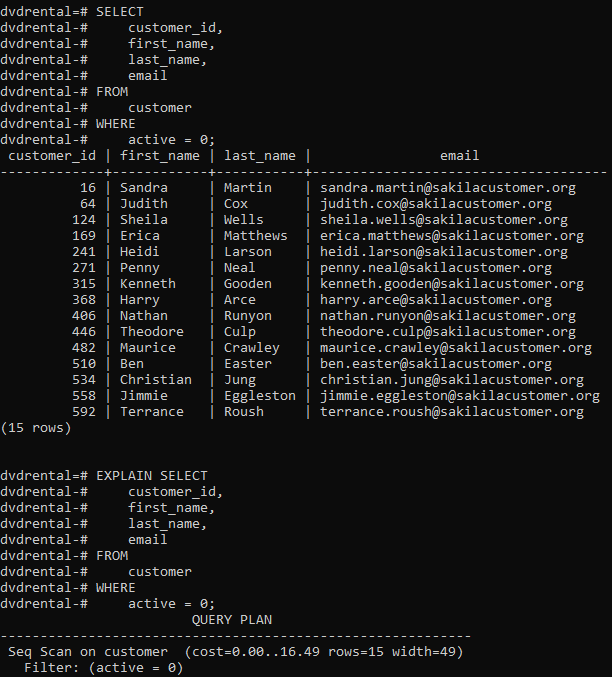 dvdrental=# SELECT
dvdrental-#     customer_id,
dvdrental-#     first_name,
dvdrental-#     last_name,
dvdrental-#     email
dvdrental-# FROM
dvdrental-#     customer
dvdrental-# WHERE
dvdrental-#     active = 0;
 customer_id | first_name | last_name |                email
-------------+------------+-----------+-------------------------------------
          16 | Sandra     | Martin    | sandra.martin@sakilacustomer.org
          64 | Judith     | Cox       | judith.cox@sakilacustomer.org
         124 | Sheila     | Wells     | sheila.wells@sakilacustomer.org
         169 | Erica      | Matthews  | erica.matthews@sakilacustomer.org
         241 | Heidi      | Larson    | heidi.larson@sakilacustomer.org
         271 | Penny      | Neal      | penny.neal@sakilacustomer.org
         315 | Kenneth    | Gooden    | kenneth.gooden@sakilacustomer.org
         368 | Harry      | Arce      | harry.arce@sakilacustomer.org
         406 | Nathan     | Runyon    | nathan.runyon@sakilacustomer.org
         446 | Theodore   | Culp      | theodore.culp@sakilacustomer.org
         482 | Maurice    | Crawley   | maurice.crawley@sakilacustomer.org
         510 | Ben        | Easter    | ben.easter@sakilacustomer.org
         534 | Christian  | Jung      | christian.jung@sakilacustomer.org
         558 | Jimmie     | Eggleston | jimmie.eggleston@sakilacustomer.org
         592 | Terrance   | Roush     | terrance.roush@sakilacustomer.org
(15 rows)
dvdrental=# EXPLAIN SELECT
dvdrental-#     customer_id,
dvdrental-#     first_name,
dvdrental-#     last_name,
dvdrental-#     email
dvdrental-# FROM
dvdrental-#     customer
dvdrental-# WHERE
dvdrental-#     active = 0;
                        QUERY PLAN
-----------------------------------------------------------
 Seq Scan on customer  (cost=0.00..16.49 rows=15 width=49)
   Filter: (active = 0)